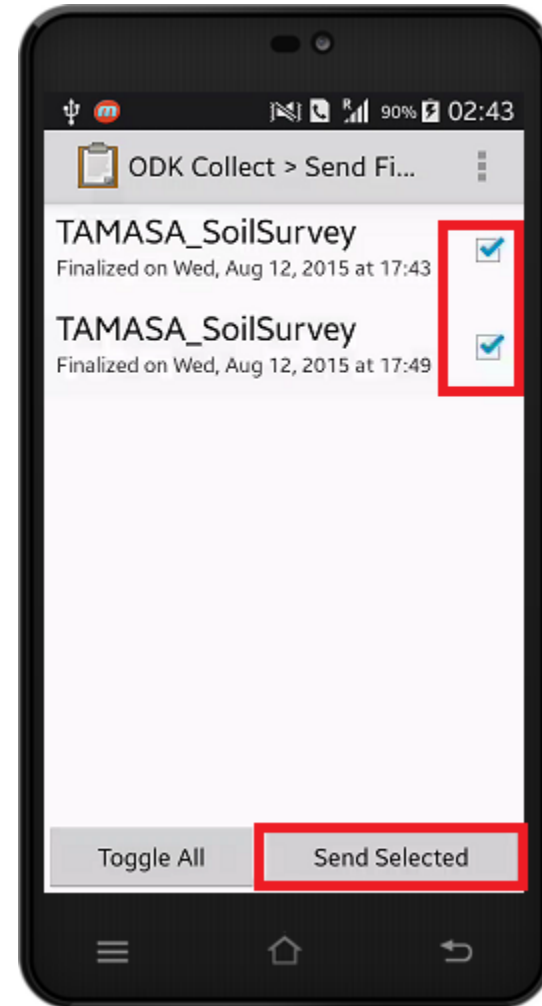 90% 02:43
ODK Collect > Send Fi...
TAMASA_SoilSurvey
Finalized on Wed, Aug 12, 2015 at 17:43
TAMASA_SoilSurvey
Finalized on Wed, Aug 12, 2015 at 17:49
Toggle All Send Selected